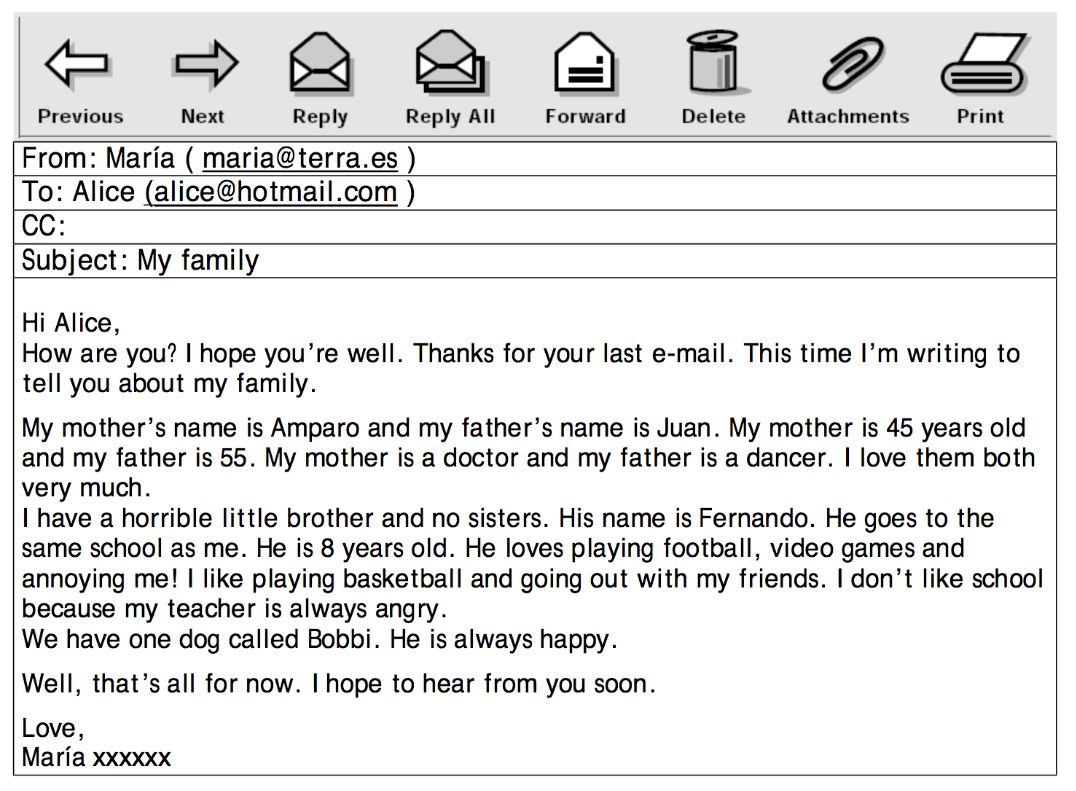 Previous Next Reply Reply All Forward Delete Attachments Print
From: María ( maria@terra.es )
To: Alice (alice@hotmail.com )
CC:
Subject: My family
Hi Alice,
How are you? I hope you're well. Thanks for your last e-mail. This time I'm writing to
tell you about my family.
My mother's name is Amparo and my father's name is Juan. My mother is 45 years old
and my father is 55. My mother is a doctor and my father is a dancer. I love them both
very much.
I have a horrible little brother and no sisters. His name is Fernando. He goes to the
same school as me. He is 8 years old. He loves playing football, video games and
annoying me! I like playing basketball and going out with my friends. I don't like school
because my teacher is always angry.
We have one dog called Bobbi. He is always happy.
Well, that's all for now. I hope to hear from you soon.
Love,
María xxxxxx